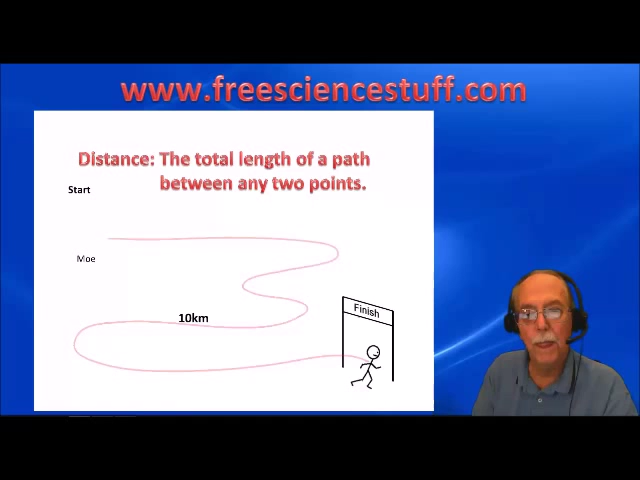 www.freesciencestuff.com
Distance: The total length of a path
between any two points.
Start
Moe
10km
Finish